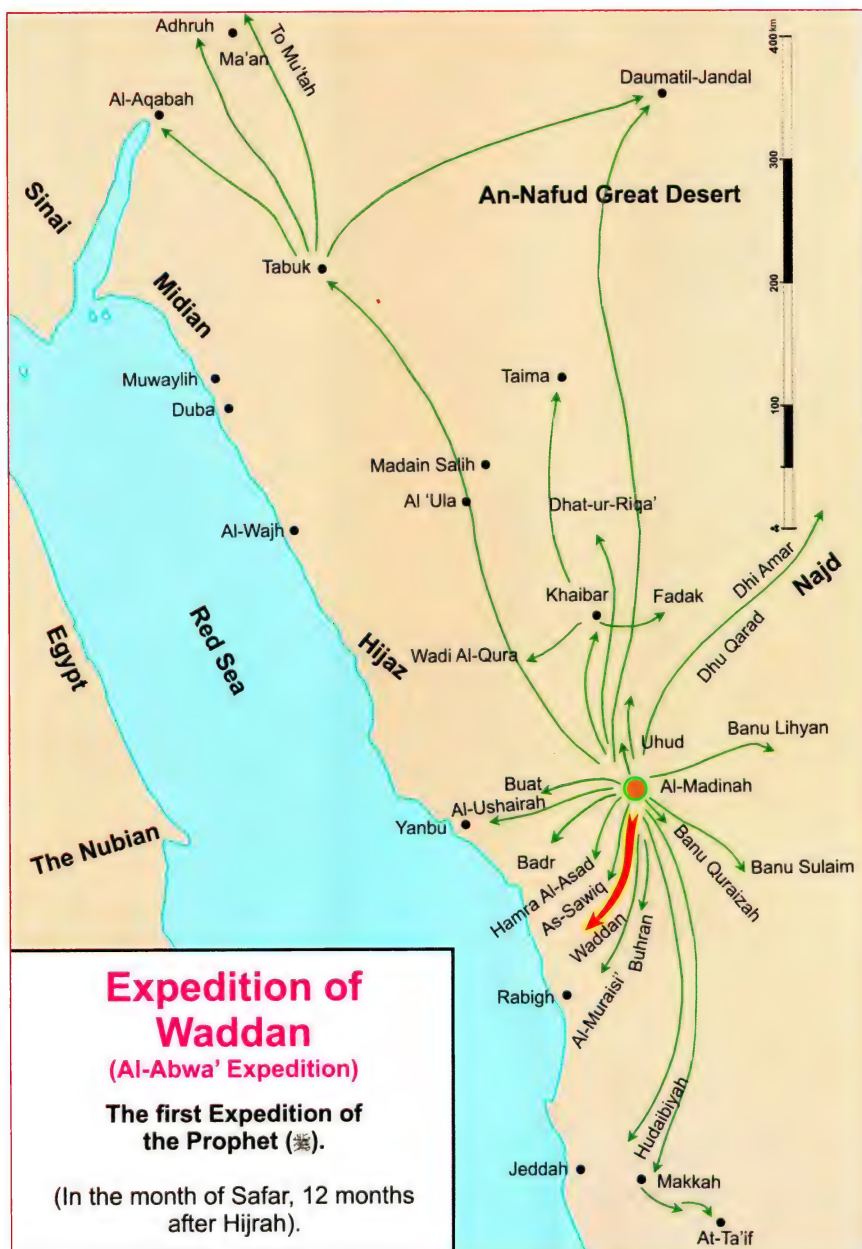 Adhruh
Ma'an
To Mu'tah
Al-Aqabah
Daumatil-Jandal
400 km
300
200
100
Sinai
An-Nafud Great Desert
Tabuk
Midian
Muwaylih
Duba
Taima
Madain Salih
Al 'Ula
Dhat-ur-Riqa'
Al-Wajh
Dhi Amar
Najd
Khaibar
Fadak
Dhu Qarad
Wadi Al-Qura
Hijaz
Red Sea
Egypt
Uhud
Banu Lihyan
Buat
Al-Madinah
Al-Ushairah
Yanbu
The Nubian
Badr
Banu Quraizah
Banu Sulaim
Hamra Al-Asad
As-Sawiq
Waddan
Buhran
Al-Muraisi'
Rabigh
Hudaibiyah
Jeddah
Makkah
At-Ta'if
Expedition of
Waddan
(Al-Abwa' Expedition)
The first Expedition of
the Prophet (ﷺ).
(In the month of Safar, 12 months
after Hijrah).